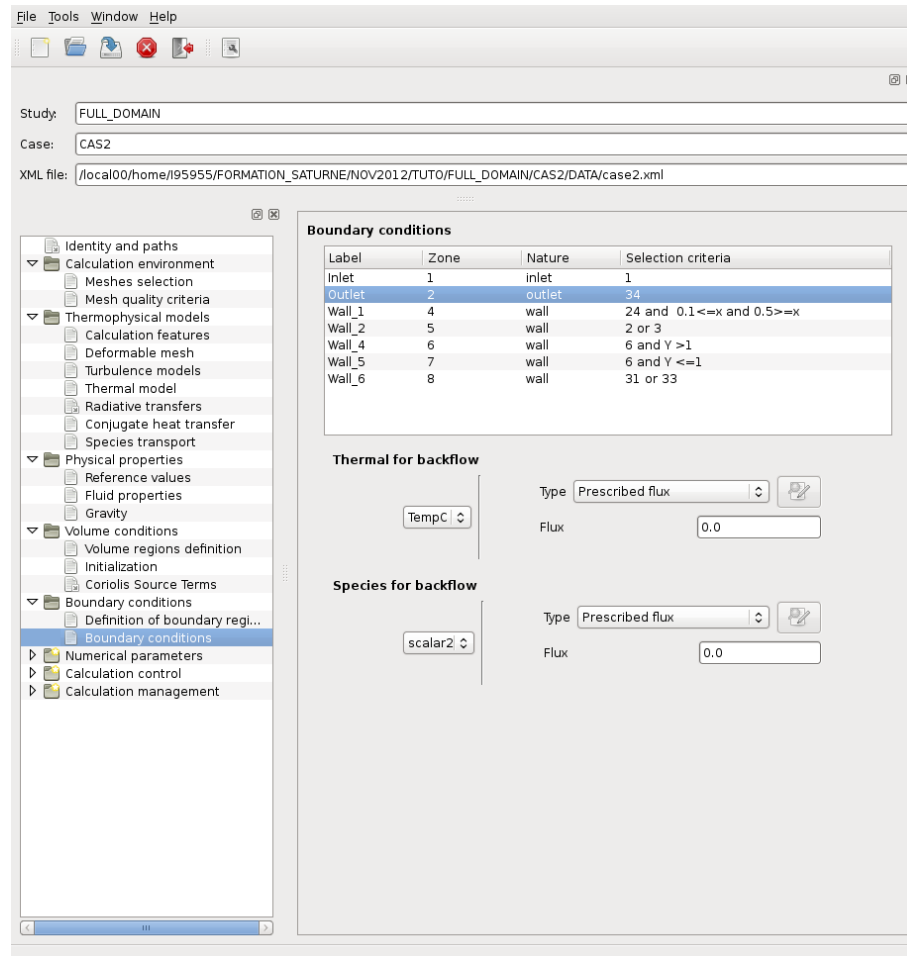 File Tools Window Help
Study: FULL_DOMAIN
Case: CAS2
XML file: /local00/home/I95955/FORMATION_SATURNE/NOV2012/TUTO/FULL_DOMAIN/CAS2/DATA/case2.xml
Identity and paths
Calculation environment
Meshes selection
Mesh quality criteria
Thermophysical models
Calculation features
Deformable mesh
Turbulence models
Thermal model
Radiative transfers
Conjugate heat transfer
Species transport
Physical properties
Reference values
Fluid properties
Gravity
Volume conditions
Volume regions definition
Initialization
Coriolis Source Terms
Boundary conditions
Definition of boundary regi...
Boundary conditions
Numerical parameters
Calculation control
Calculation management
Boundary conditions
Label Zone Nature Selection criteria
Inlet 1 inlet 1
Outlet 2 outlet 34
Wall_1 4 wall 24 and 0.1<=x and 0.5>=x
Wall_2 5 wall 2 or 3
Wall_4 6 wall 6 and Y >1
Wall_5 7 wall 6 and Y <=1
Wall_6 8 wall 31 or 33
Thermal for backflow
TempC
Type Prescribed flux
Flux 0.0
Species for backflow
scalar2
Type Prescribed flux
Flux 0.0